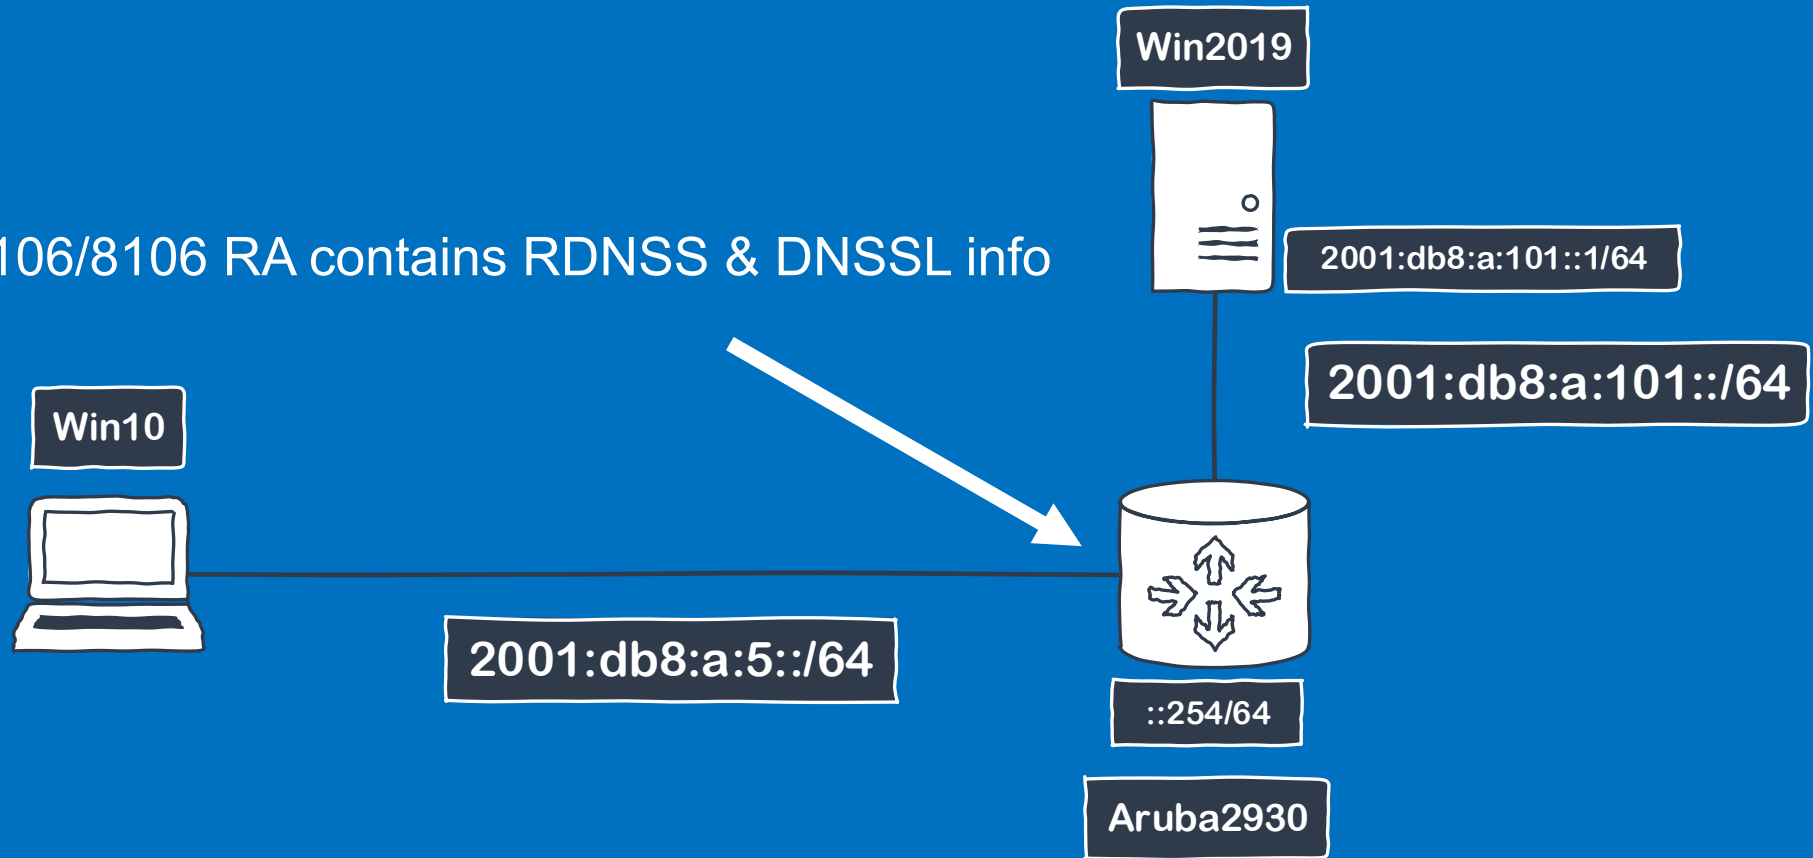 Win2019
106/8106 RA contains RDNSS & DNSSL info
2001:db8:a:101::1/64
2001:db8:a:101::/64
Win10
2001:db8:a:5::/64
::254/64
Aruba2930